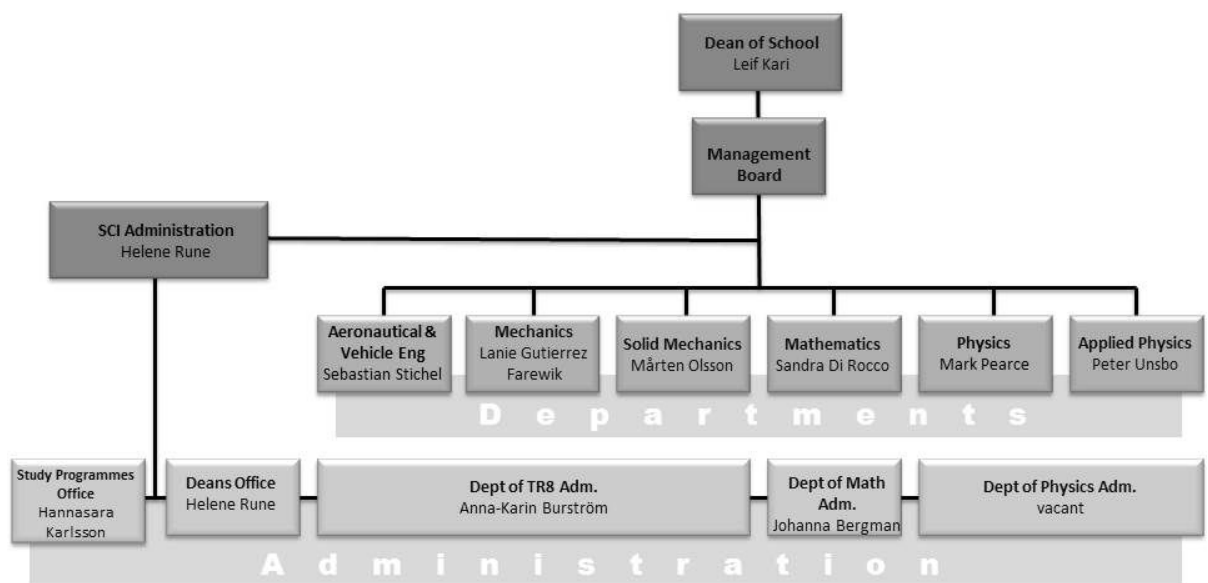 Dean of School
Leif Kari
Management
Board
SCI Administration
Helene Rune
Aeronautical &
Vehicle Eng
Sebastian Stichel
Mechanics
Lanie Gutierrez
Farewik
Solid Mechanics
Mårten Olsson
Mathematics
Sandra Di Rocco
Physics
Mark Pearce
Applied Physics
Peter Unsbo
Departments
Study Programmes
Office
Hannasara
Karlsson
Deans Office
Helene Rune
Dept of TR8 Adm.
Anna-Karin Burström
Dept of Math
Adm.
Johanna Bergman
Dept of Physics Adm.
vacant
Administration